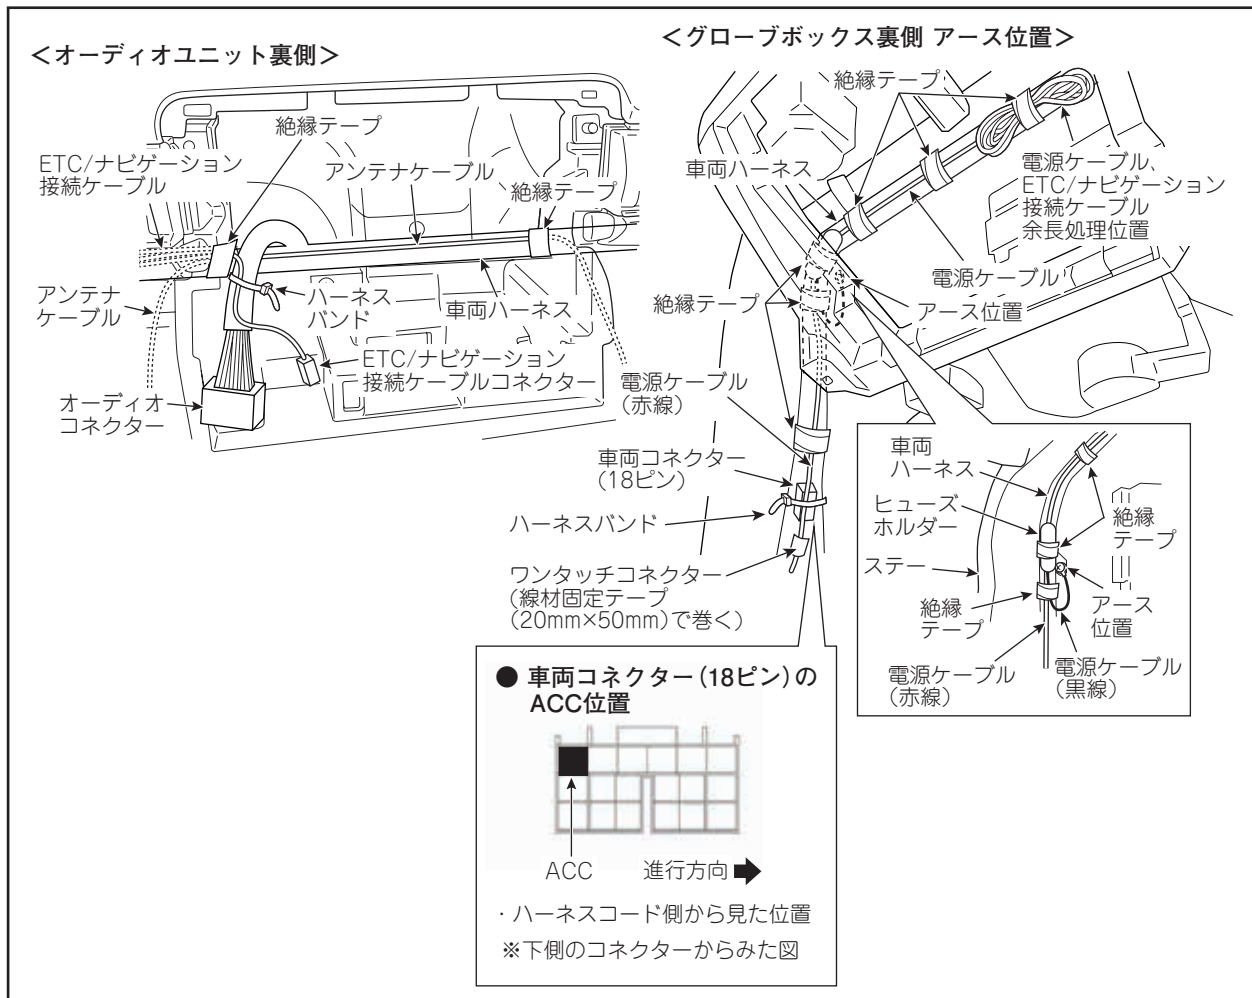 ＜オーディオユニット裏側＞
絶縁テープ
ETC/ナビゲーション
接続ケーブル
アンテナケーブル
絶縁テープ
アンテナ
ケーブル
ハーネス
バンド
車両ハーネス
ETC/ナビゲーション
接続ケーブルコネクター
オーディオ
コネクター
＜グローブボックス裏側 アース位置＞
絶縁テープ
車両ハーネス
電源ケーブル、
ETC/ナビゲーション
接続ケーブル
余長処理位置
電源ケーブル
絶縁テープ
アース位置
電源ケーブル
(赤線)
車両コネクター
(18ピン)
ハーネスバンド
ワンタッチコネクター
(線材固定テープ
(20mm×50mm)で巻く)
車両
ハーネス
ヒューズ
ホルダー
絶縁
テープ
ステー
絶縁
テープ
アース
位置
電源ケーブル
(赤線)
電源ケーブル
(黒線)
● 車両コネクター(18ピン)の
ACC位置
ACC
進行方向➡
・ハーネスコード側から見た位置
※下側のコネクターからみた図